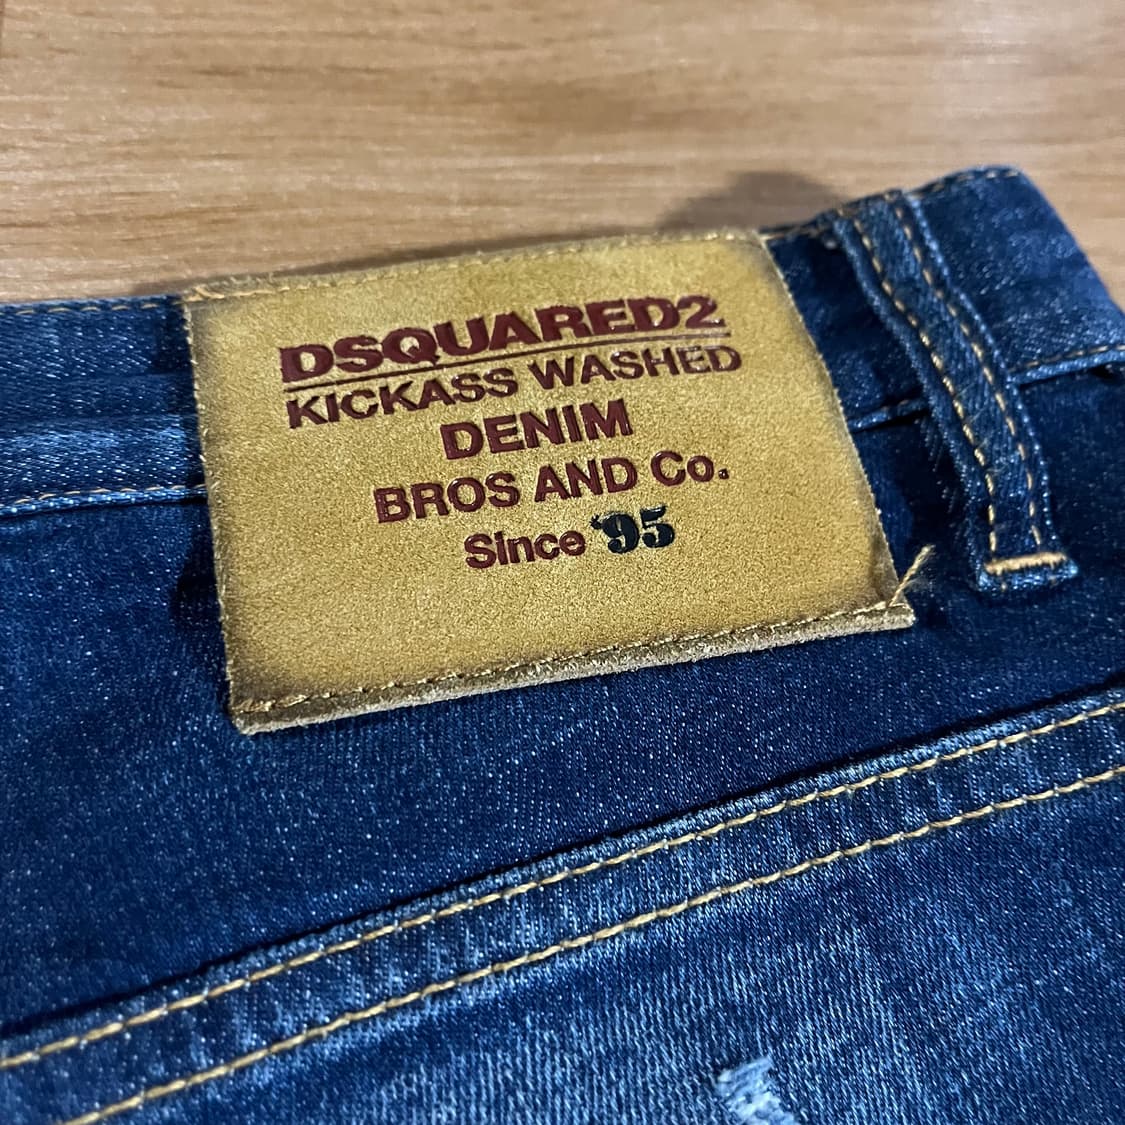 DSQUARED2
KICKASS WASHED
DENIM
BROS AND Co.
Since '95